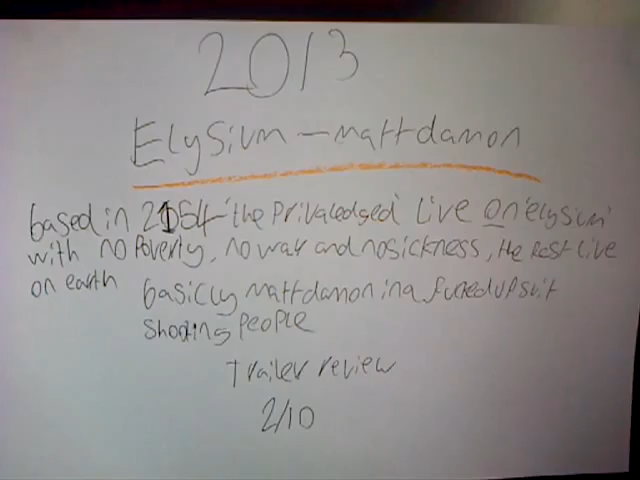 2013
Elysium - matt damon
based in 2154 'the Privaledged' Live on 'elysium'
with no Poverty, no war and no sickness, the Rest Live
on earth
basicly matt damon in a fucked up suit
shooting People
trailer review
2/10